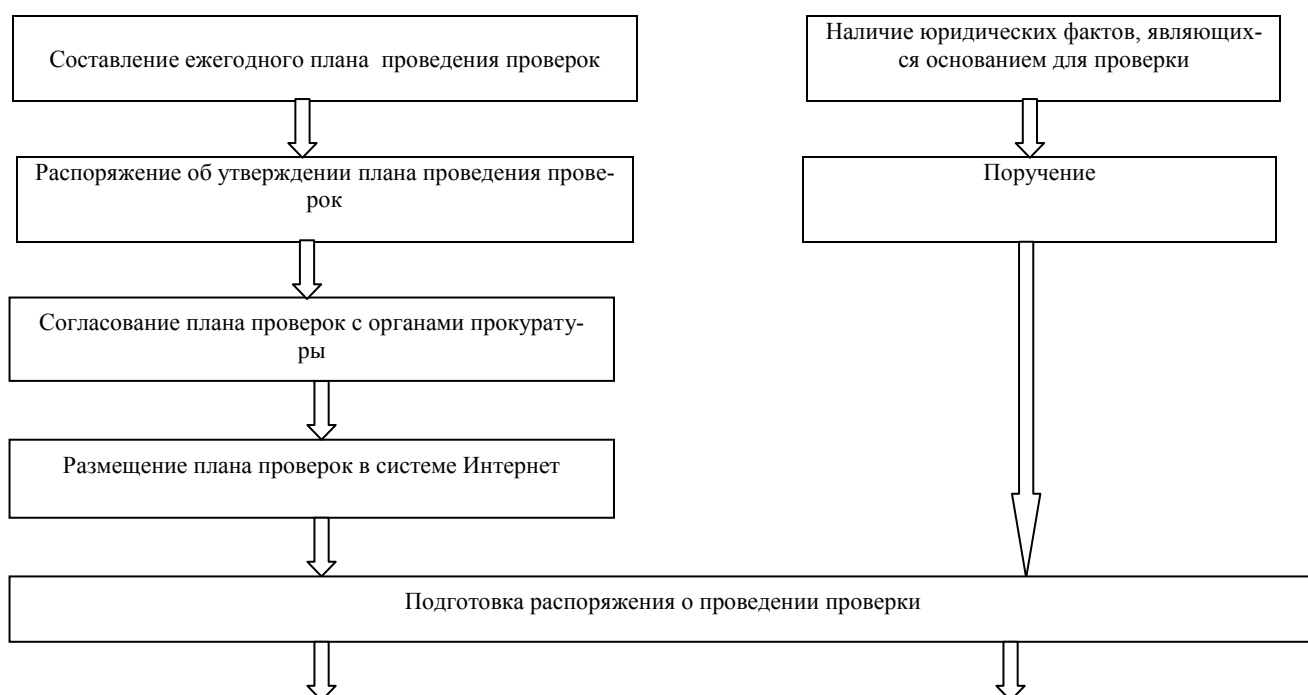 Составление ежегодного плана  проведения проверок
Наличие юридических фактов, являющих-
ся основанием для проверки
Распоряжение об утверждении плана проведения прове-
рок
Поручение
Согласование плана проверок с органами прокурату-
ры
Размещение плана проверок в системе Интернет
Подготовка распоряжения о проведении проверки